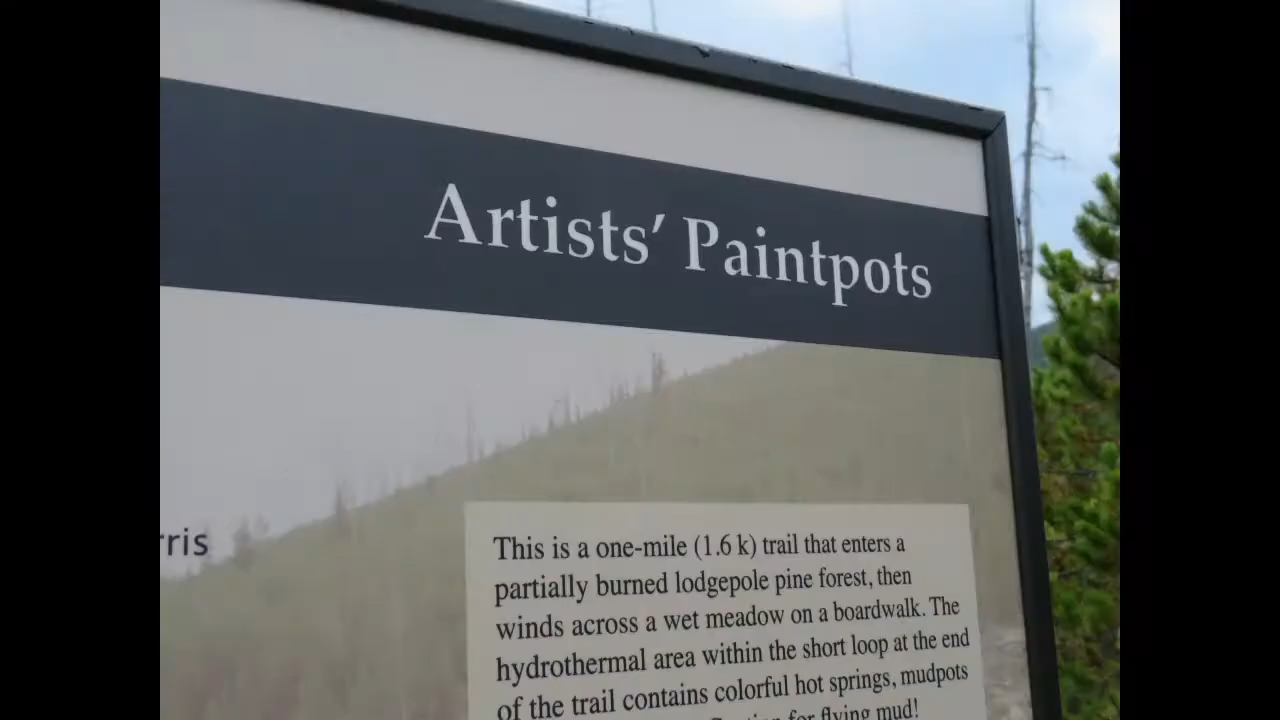 Artists’ Paintpots
This is a one-mile (1.6 k) trail that enters a
partially burned lodgepole pine forest, then
winds across a wet meadow on a boardwalk. The
hydrothermal area within the short loop at the end
of the trail contains colorful hot springs, mudpots
for flying mud!